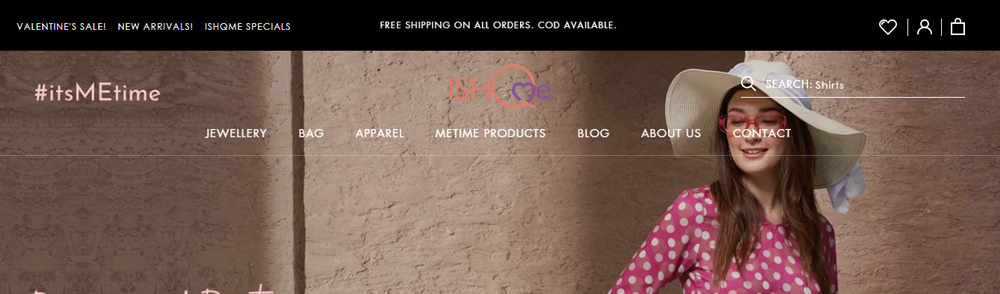 VALENTINE'S SALE! NEW ARRIVALS! ISHQME SPECIALS
FREE SHIPPING ON ALL ORDERS. COD AVAILABLE.
#itsMEtime
ISHQme
SEARCH: Shirts
JEWELLERY BAG APPAREL METIME PRODUCTS BLOG ABOUT US CONTACT